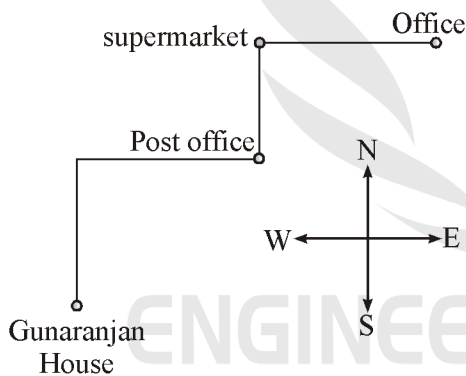 Office
supermarket
Post office
N
W
E
S
Gunaranjan
House
ENGINEE